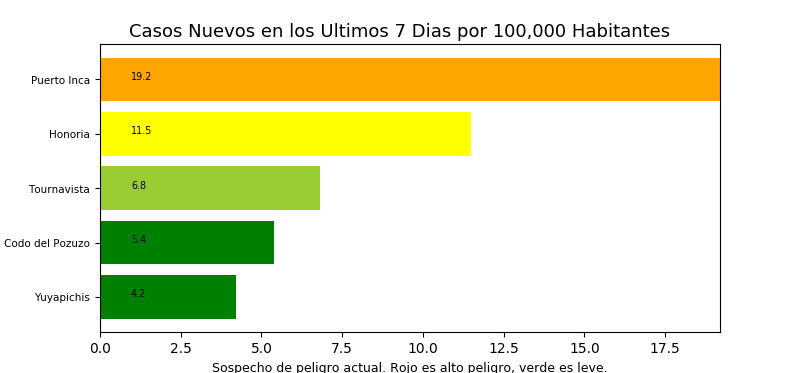 Casos Nuevos en los Ultimos 7 Dias por 100,000 Habitantes
Puerto Inca 19.2
Honoria 11.5
Tournavista 6.8
Codo del Pozuzo 5.4
Yuyapichis 4.2
0.0 2.5 5.0 7.5 10.0 12.5 15.0 17.5
Sospecho de peligro actual. Rojo es alto peligro, verde es leve.